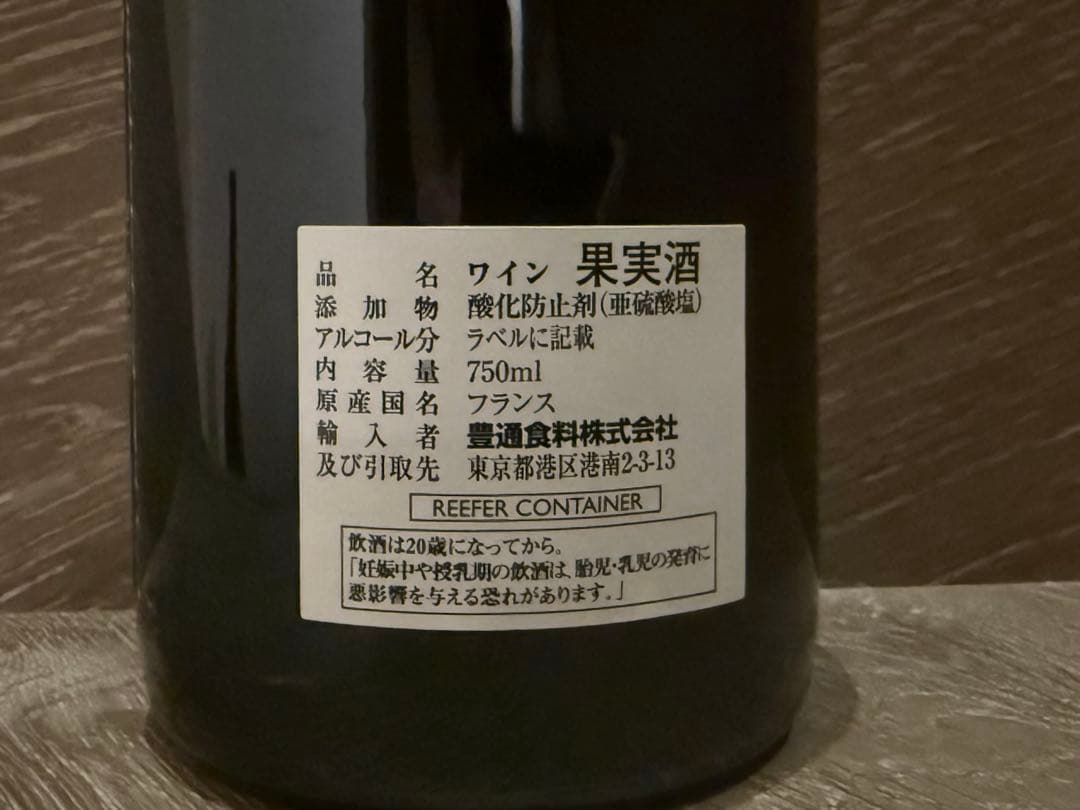 品名 ワイン 果実酒
添加物 酸化防止剤(亜硫酸塩)
アルコール分 ラベルに記載
内容量 750ml
原産国名 フランス
輸入者 豊通食料株式会社
及び引取先 東京都港区港南2-3-13
REEFER CONTAINER
飲酒は20歳になってから。
「妊娠中や授乳期の飲酒は、胎児・乳児の発育に
悪影響を与える恐れがあります。」